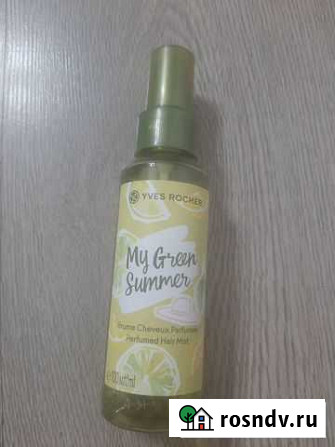 YVES ROCHER
My Green
Summer
Brume Cheveux Parfumée
Perfumed Hair Mist
rosndv.ru